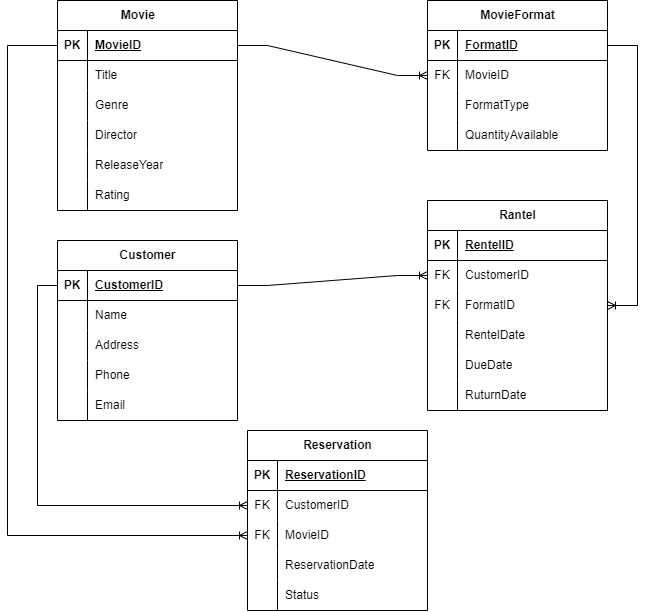 Movie
PK MovieID
Title
Genre
Director
ReleaseYear
Rating
MovieFormat
PK FormatID
FK MovieID
FormatType
QuantityAvailable
Customer
PK CustomerID
Name
Address
Phone
Email
Rantel
PK RentelID
FK CustomerID
FK FormatID
RentelDate
DueDate
RuturnDate
Reservation
PK ReservationID
FK CustomerID
FK MovieID
ReservationDate
Status